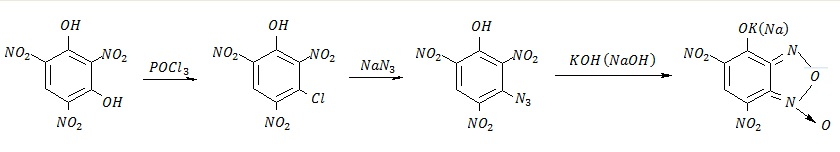 OH
NO2
NO2
OH
NO2
POCl3
OH
NO2
NO2
Cl
NO2
NaN3
OH
NO2
NO2
N3
NO2
KOH (NaOH)
OK(Na)
NO2
N
O
N
NO2
O